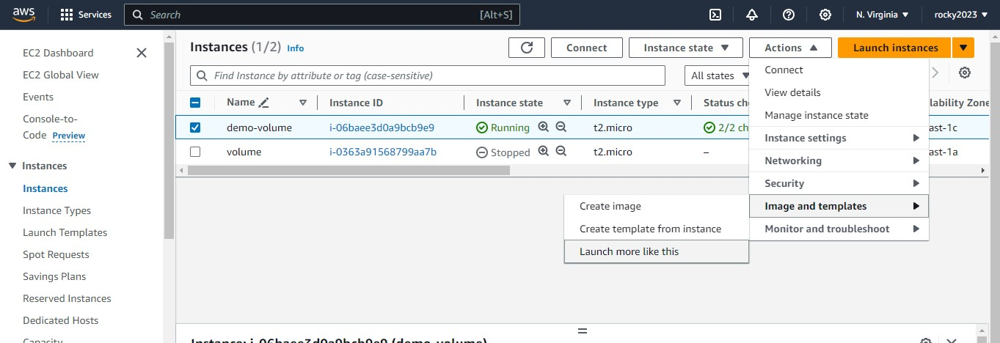 aws Services Search [Alt+S] N. Virginia rocky2023
EC2 Dashboard
EC2 Global View
Events
Console-to-
Code Preview
Instances
Instances
Instance Types
Launch Templates
Spot Requests
Savings Plans
Reserved Instances
Dedicated Hosts
Capacity
Instances (1/2) Info Connect Instance state Actions Launch instances
Find Instance by attribute or tag (case-sensitive) All states
Name Instance ID Instance state Instance type Status che lability Zone
demo-volume i-06baee3d0a9bcb9e9 Running t2.micro 2/2 ch ast-1c
volume i-0363a91568799aa7b Stopped t2.micro – ast-1a
Connect
View details
Manage instance state
Instance settings
Networking
Security
Image and templates
Monitor and troubleshoot
Create image
Create template from instance
Launch more like this
Instance: i-06baee3d0a9bcb9e9 (demo-volume)